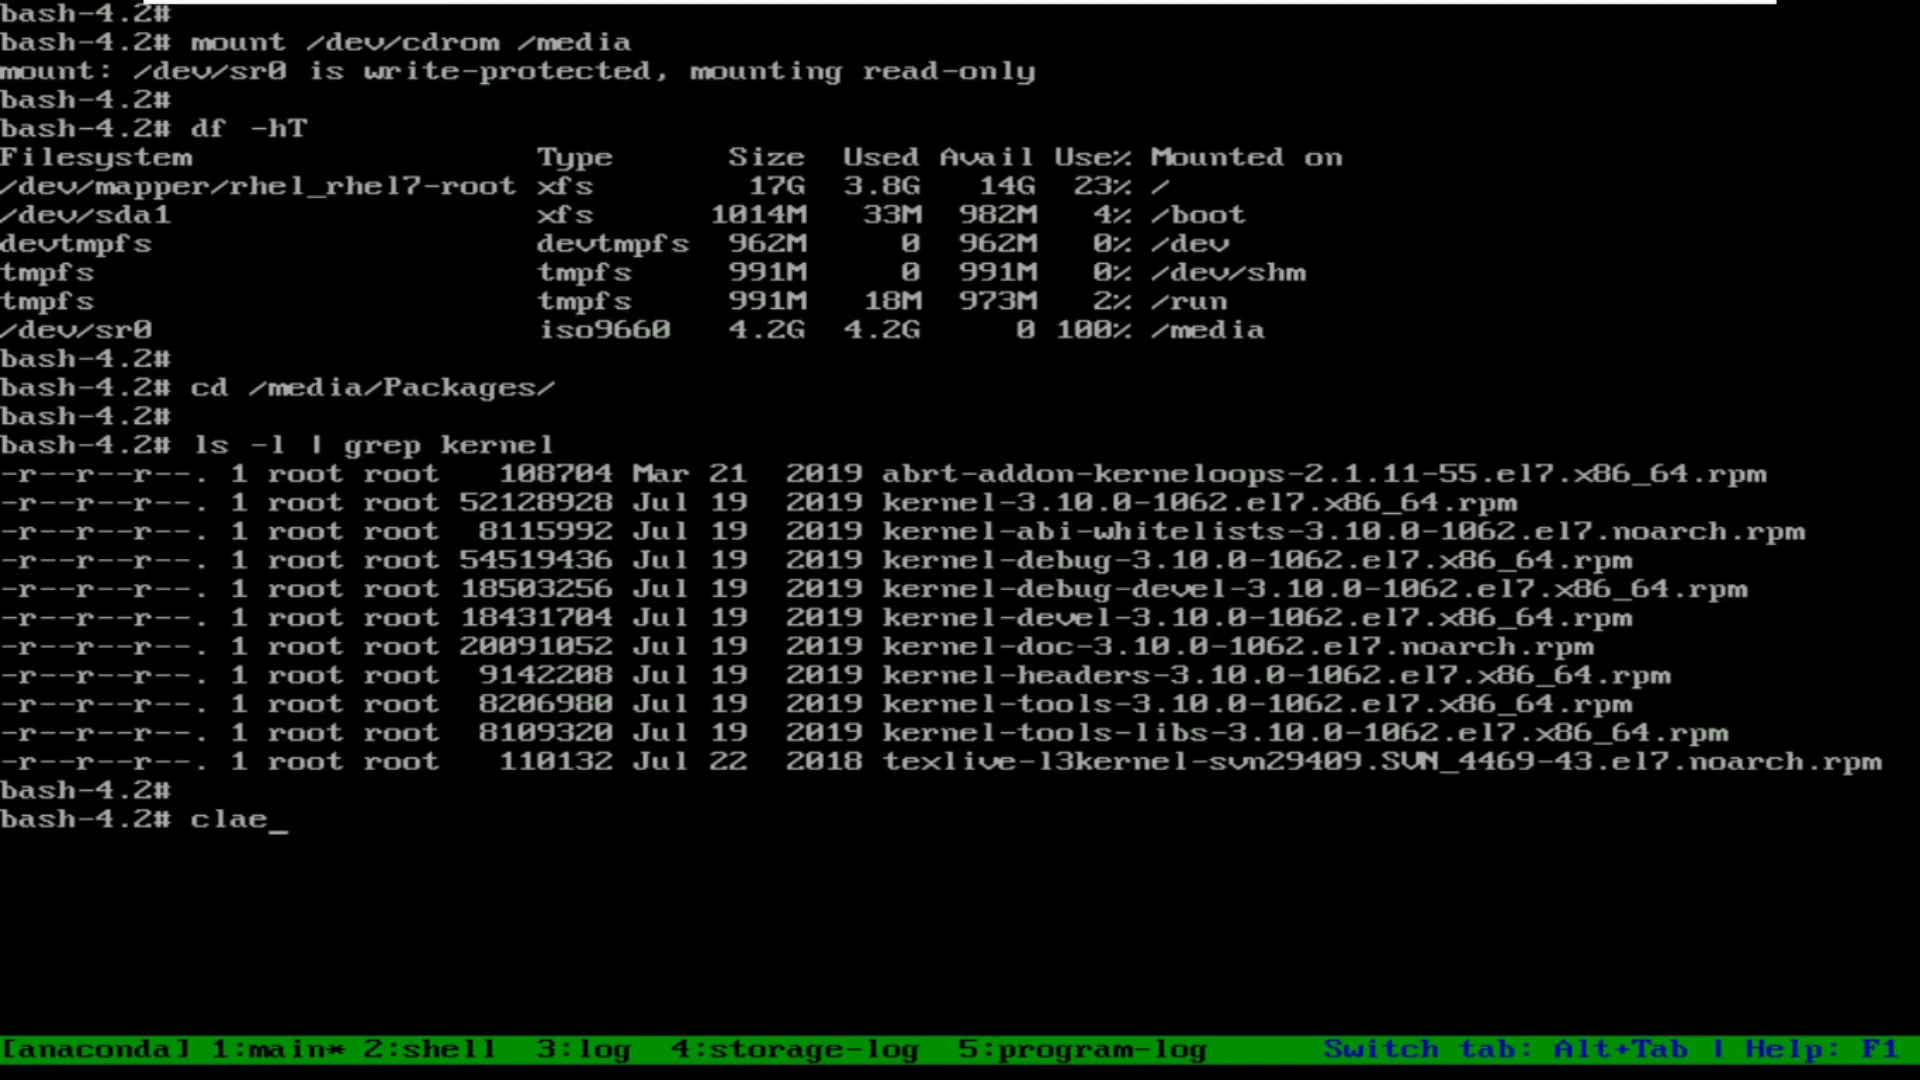 bash-4.2#
bash-4.2# mount /dev/cdrom /media
mount: /dev/sr0 is write-protected, mounting read-only
bash-4.2#
bash-4.2# df -hT
Filesystem                  Type      Size  Used Avail Use% Mounted on
/dev/mapper/rhel_rhel7-root xfs        17G  3.8G   14G  23% /
/dev/sda1                   xfs      1014M   33M  982M   4% /boot
devtmpfs                    devtmpfs  962M     0  962M   0% /dev
tmpfs                       tmpfs     991M     0  991M   0% /dev/shm
tmpfs                       tmpfs     991M   18M  973M   2% /run
/dev/sr0                    iso9660   4.2G  4.2G     0 100% /media
bash-4.2#
bash-4.2# cd /media/Packages/
bash-4.2#
bash-4.2# ls -l | grep kernel
-r--r--r--. 1 root root   108704 Mar 21  2019 abrt-addon-kerneloops-2.1.11-55.el7.x86_64.rpm
-r--r--r--. 1 root root 52128928 Jul 19  2019 kernel-3.10.0-1062.el7.x86_64.rpm
-r--r--r--. 1 root root  8115992 Jul 19  2019 kernel-abi-whitelists-3.10.0-1062.el7.noarch.rpm
-r--r--r--. 1 root root 54519436 Jul 19  2019 kernel-debug-3.10.0-1062.el7.x86_64.rpm
-r--r--r--. 1 root root 18503256 Jul 19  2019 kernel-debug-devel-3.10.0-1062.el7.x86_64.rpm
-r--r--r--. 1 root root 18431704 Jul 19  2019 kernel-devel-3.10.0-1062.el7.x86_64.rpm
-r--r--r--. 1 root root 20091052 Jul 19  2019 kernel-doc-3.10.0-1062.el7.noarch.rpm
-r--r--r--. 1 root root  9142208 Jul 19  2019 kernel-headers-3.10.0-1062.el7.x86_64.rpm
-r--r--r--. 1 root root  8206980 Jul 19  2019 kernel-tools-3.10.0-1062.el7.x86_64.rpm
-r--r--r--. 1 root root  8109320 Jul 19  2019 kernel-tools-libs-3.10.0-1062.el7.x86_64.rpm
-r--r--r--. 1 root root   110132 Jul 22  2018 texlive-l3kernel-svn29409.SVN_4469-43.el7.noarch.rpm
bash-4.2#
bash-4.2# clae_
[anaconda] 1:main* 2:shell  3:log  4:storage-log  5:program-log      Switch tab: Alt+Tab | Help: F1